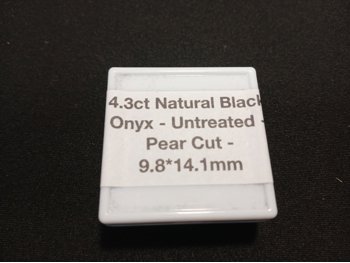 4.3ct Natural Black
Onyx - Untreated -
Pear Cut -
9.8*14.1mm